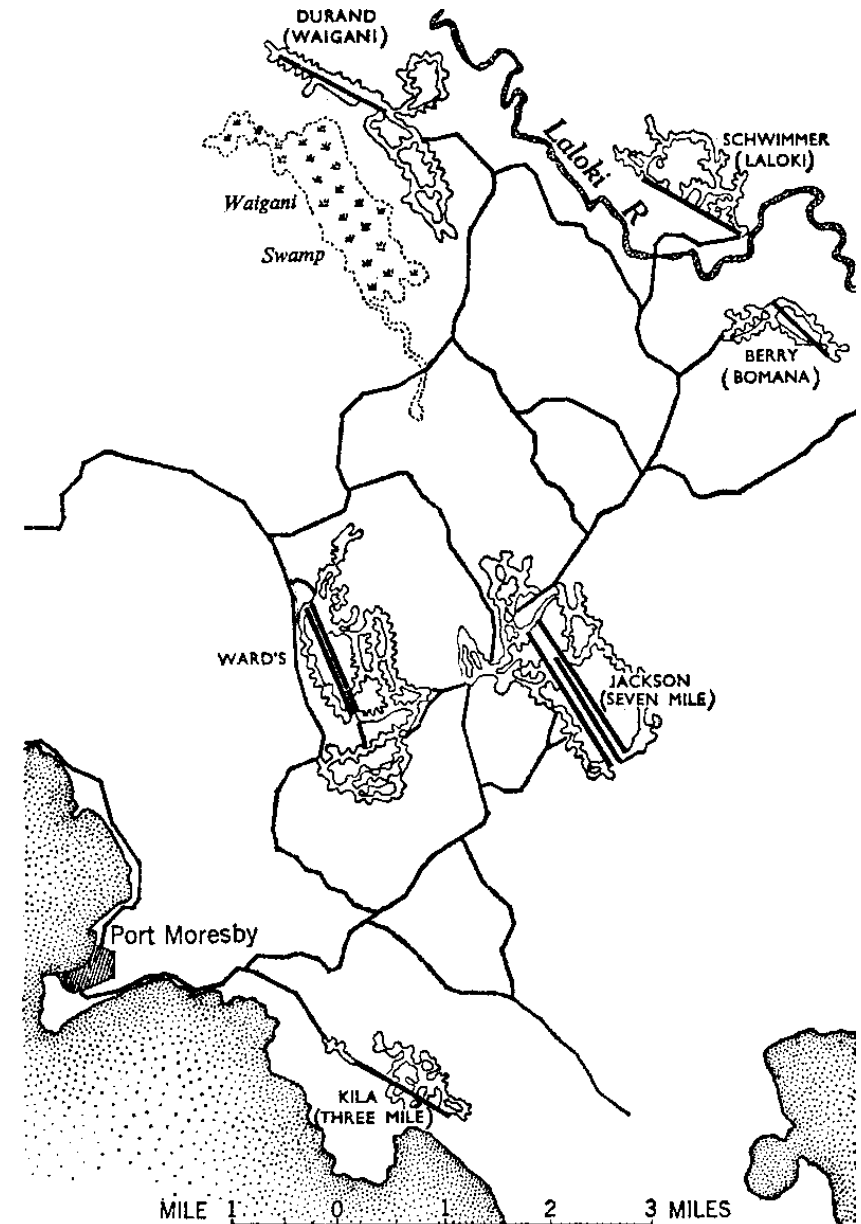 DURAND
(WAIGANI)
Laloki R
SCHWIMMER
(LALOKI)
Waigani
Swamp
BERRY
(BOMANA)
WARD'S
JACKSON
(SEVEN MILE)
Port Moresby
KILA
(THREE MILE)
MILE 1 0 1 2 3 MILES